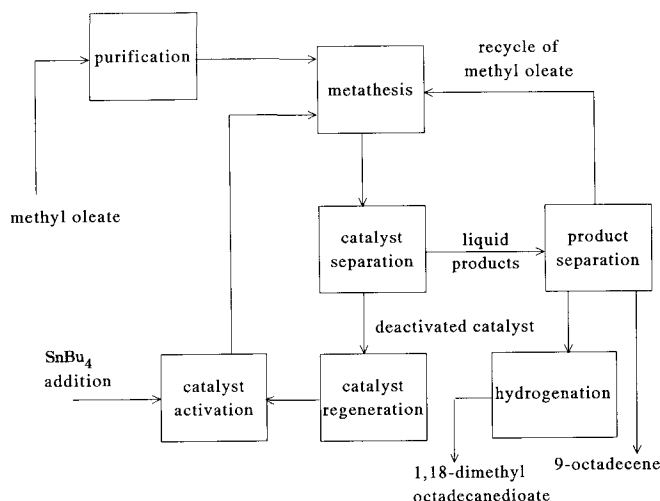 purification
recycle of
methyl oleate
metathesis
methyl oleate
catalyst
separation
liquid
products
product
separation
deactivated catalyst
SnBu4
addition
catalyst
activation
catalyst
regeneration
hydrogenation
1,18-dimethyl
octadecanedioate
9-octadecene